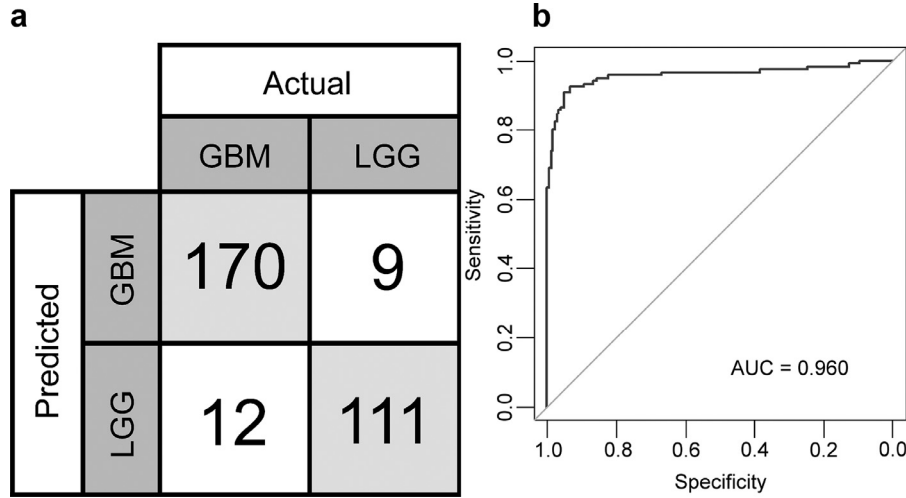 a
Actual
GBM LGG
Predicted
GBM 170 9
LGG 12 111
b
1.0
0.8
0.6
0.4
0.2
0.0
Sensitivity
AUC = 0.960
1.0 0.8 0.6 0.4 0.2 0.0
Specificity